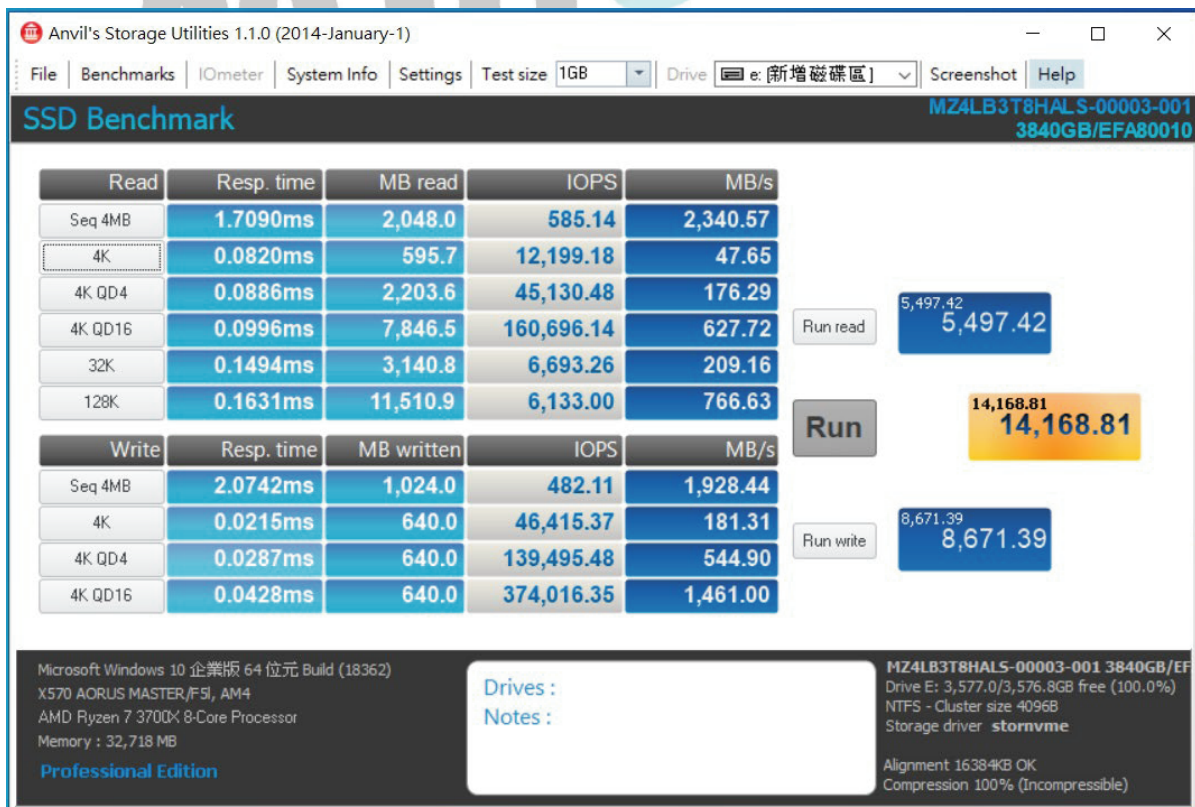 Anvil's Storage Utilities 1.1.0 (2014-January-1)
File Benchmarks IOmeter System Info Settings Test size 1GB Drive e: [新增磁碟區] Screenshot Help
SSD Benchmark
MZ4LB3T8HALS-00003-001
3840GB/EFA80010
Read Resp. time MB read IOPS MB/s
Seq 4MB 1.7090ms 2,048.0 585.14 2,340.57
4K 0.0820ms 595.7 12,199.18 47.65
4K QD4 0.0886ms 2,203.6 45,130.48 176.29
4K QD16 0.0996ms 7,846.5 160,696.14 627.72
32K 0.1494ms 3,140.8 6,693.26 209.16
128K 0.1631ms 11,510.9 6,133.00 766.63
Run read
5,497.42
5,497.42
Run
14,168.81
14,168.81
Write Resp. time MB written IOPS MB/s
Seq 4MB 2.0742ms 1,024.0 482.11 1,928.44
4K 0.0215ms 640.0 46,415.37 181.31
4K QD4 0.0287ms 640.0 139,495.48 544.90
4K QD16 0.0428ms 640.0 374,016.35 1,461.00
Run write
8,671.39
8,671.39
Microsoft Windows 10 企業版 64 位元 Build (18362)
X570 AORUS MASTER/F5l, AM4
AMD Ryzen 7 3700X 8-Core Processor
Memory : 32,718 MB
Professional Edition
Drives :
Notes :
MZ4LB3T8HALS-00003-001 3840GB/EF
Drive E: 3,577.0/3,576.8GB free (100.0%)
NTFS - Cluster size 4096B
Storage driver stornvme
Alignment 16384KB OK
Compression 100% (Incompressible)